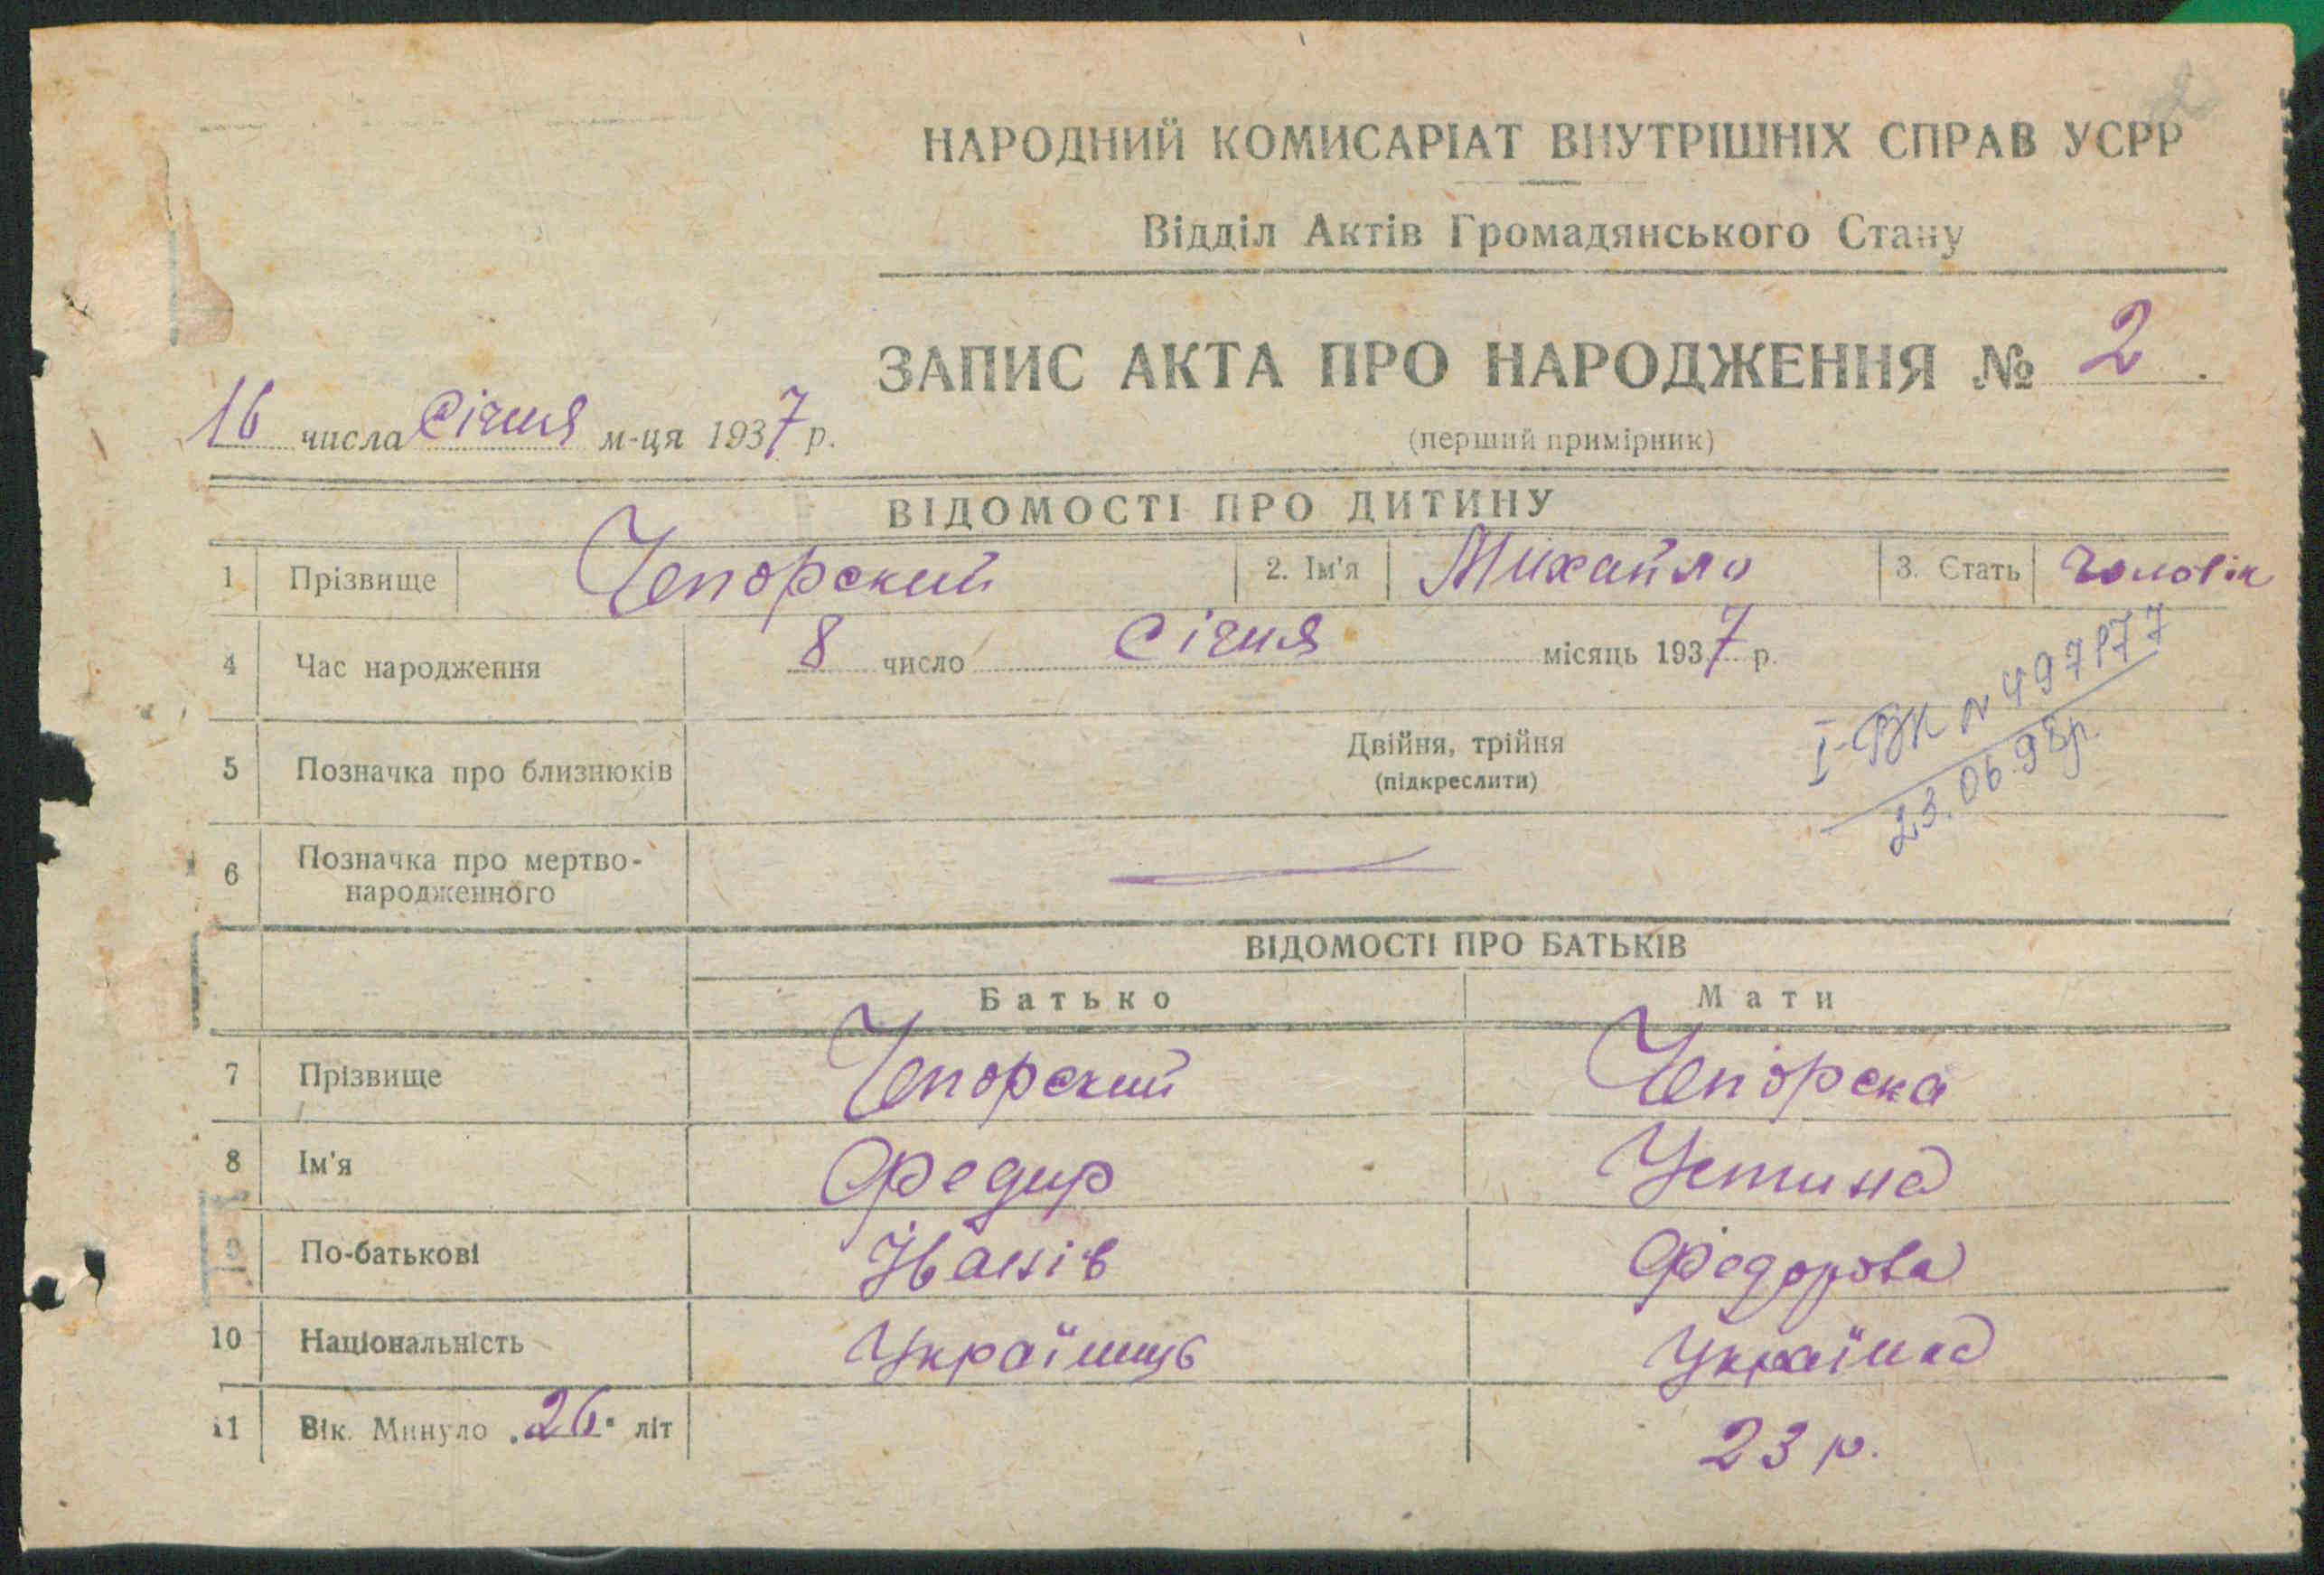 НАРОДНИЙ КОМИСАРІАТ ВНУТРІШНІХ СПРАВ УСРР
Відділ Актів Громадянського Стану
ЗАПИС АКТА ПРО НАРОДЖЕННЯ № 2.
16 числа Січня м-ця 1937 р.
(перший примірник)
ВІДОМОСТІ ПРО ДИТИНУ
1 Прізвище Чепорский 2. Ім'я Михайло 3. Стать Чоловік
4 Час народження 8 число Січня місяць 1937 р.
I-ВК № 497177
23.06.98р.
5 Позначка про близнюків Двійня, трійня
(підкреслити)
6 Позначка про мертво-
народженного
ВІДОМОСТІ ПРО БАТЬКІВ
Батько Мати
7 Прізвище Чепорский Чепорска
8 Ім'я Федир Устина
9 По-батькові Іванів Федорова
10 Національність Українць Українка
11 Вік. Минуло „26" літ 23 р.